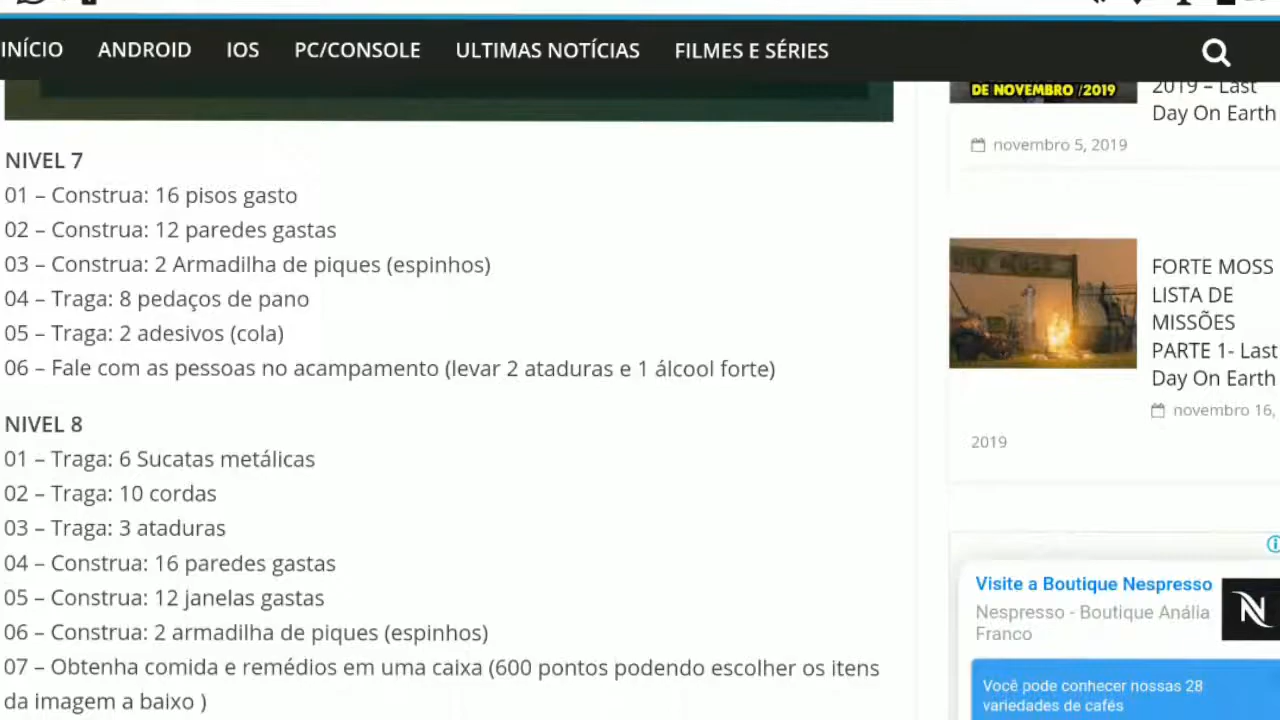 INÍCIO ANDROID IOS PC/CONSOLE ULTIMAS NOTÍCIAS FILMES E SÉRIES
NIVEL 7
01 – Construa: 16 pisos gasto
02 – Construa: 12 paredes gastas
03 – Construa: 2 Armadilha de piques (espinhos)
04 – Traga: 8 pedaços de pano
05 – Traga: 2 adesivos (cola)
06 – Fale com as pessoas no acampamento (levar 2 ataduras e 1 álcool forte)
NIVEL 8
01 – Traga: 6 Sucatas metálicas
02 – Traga: 10 cordas
03 – Traga: 3 ataduras
04 – Construa: 16 paredes gastas
05 – Construa: 12 janelas gastas
06 – Construa: 2 armadilha de piques (espinhos)
07 – Obtenha comida e remédios em uma caixa (600 pontos podendo escolher os itens
da imagem a baixo )
DE NOVEMBRO /2019
2019 – Last
Day On Earth
novembro 5, 2019
FORTE MOSS
LISTA DE
MISSÕES
PARTE 1- Last
Day On Earth
novembro 16,
2019
Visite a Boutique Nespresso
Nespresso - Boutique Anália
Franco
N
Você pode conhecer nossas 28
variedades de cafés